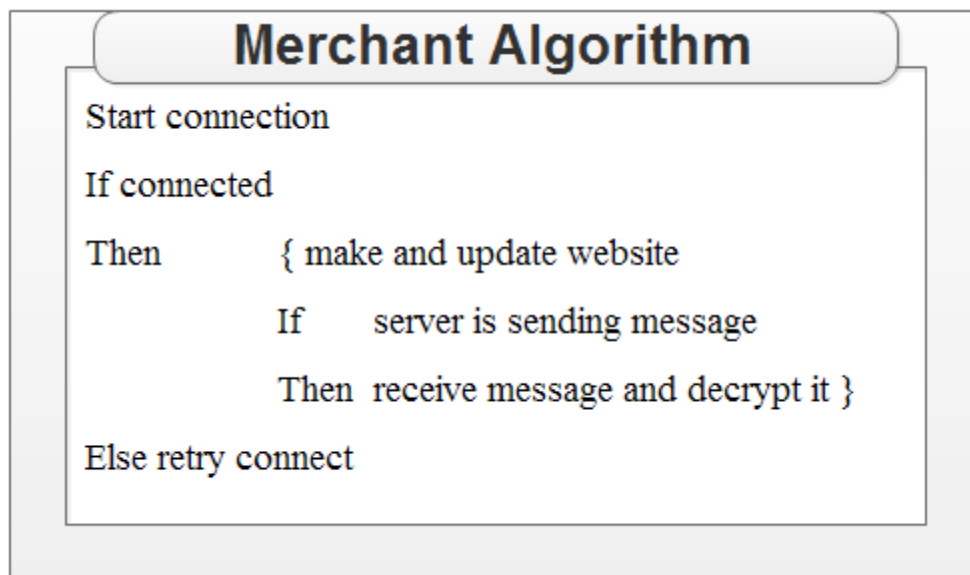 Merchant Algorithm
Start connection
If connected
Then { make and update website
If server is sending message
Then receive message and decrypt it }
Else retry connect